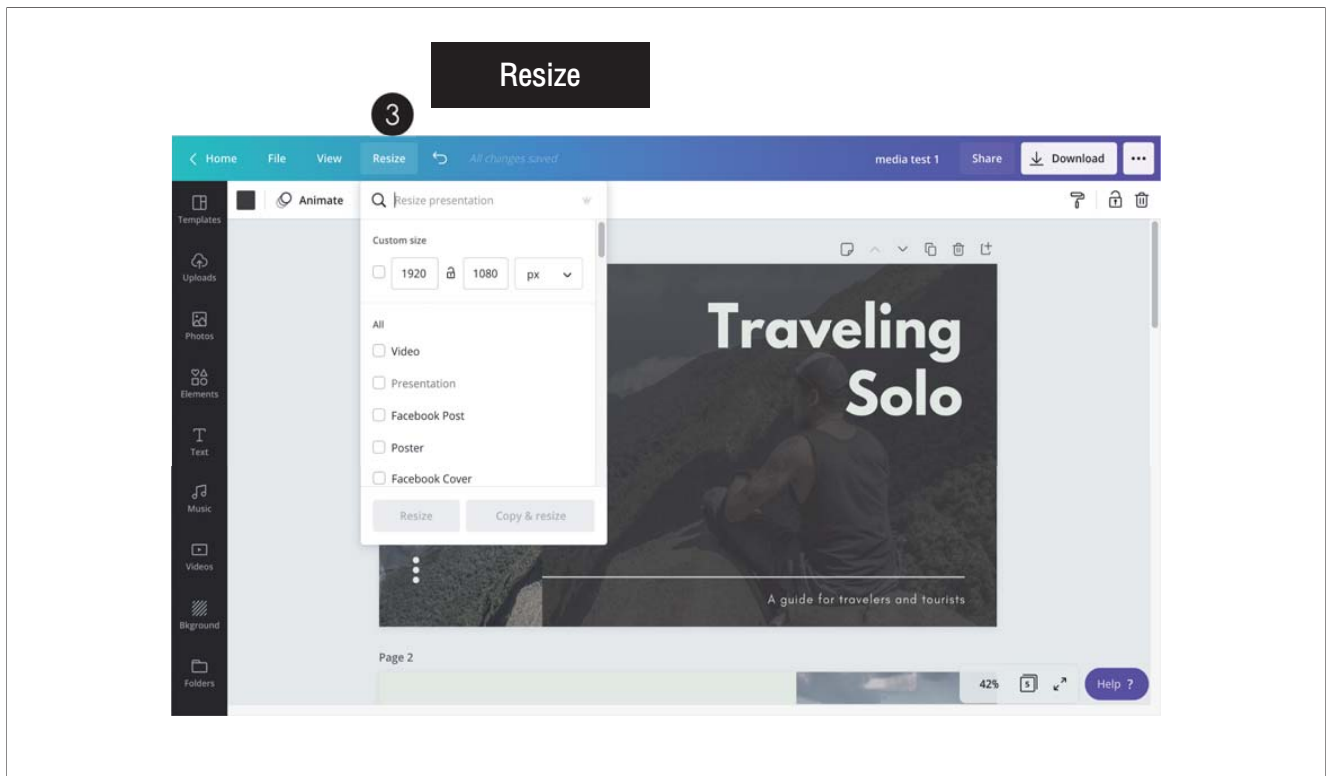 Resize
3
Home File View Resize All changes saved media test 1 Share Download
Templates
Animate
Resize presentation
Custom size
1920 1080 px
Uploads
All
Video
Photos
Presentation
Elements
Facebook Post
Poster
Text
Facebook Cover
Music
Resize Copy & resize
Videos
Bkground
Folders
Traveling
Solo
A guide for travelers and tourists
Page 2
42% 5 Help ?